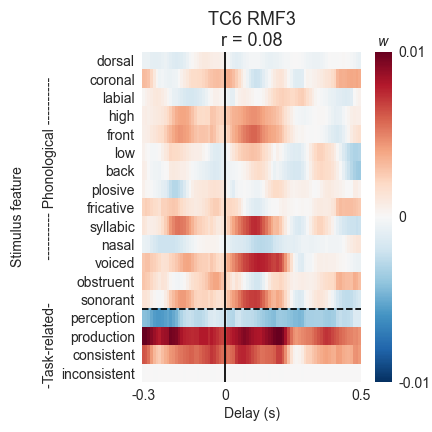 TC6 RMF3
r = 0.08
w
dorsal
coronal
labial
high
front
low
back
plosive
fricative
syllabic
nasal
voiced
obstruent
sonorant
perception
production
consistent
inconsistent
Stimulus feature
-Task-related-
----------- Phonological ----------
0.01
0
-0.01
-0.3
0
0.5
Delay (s)